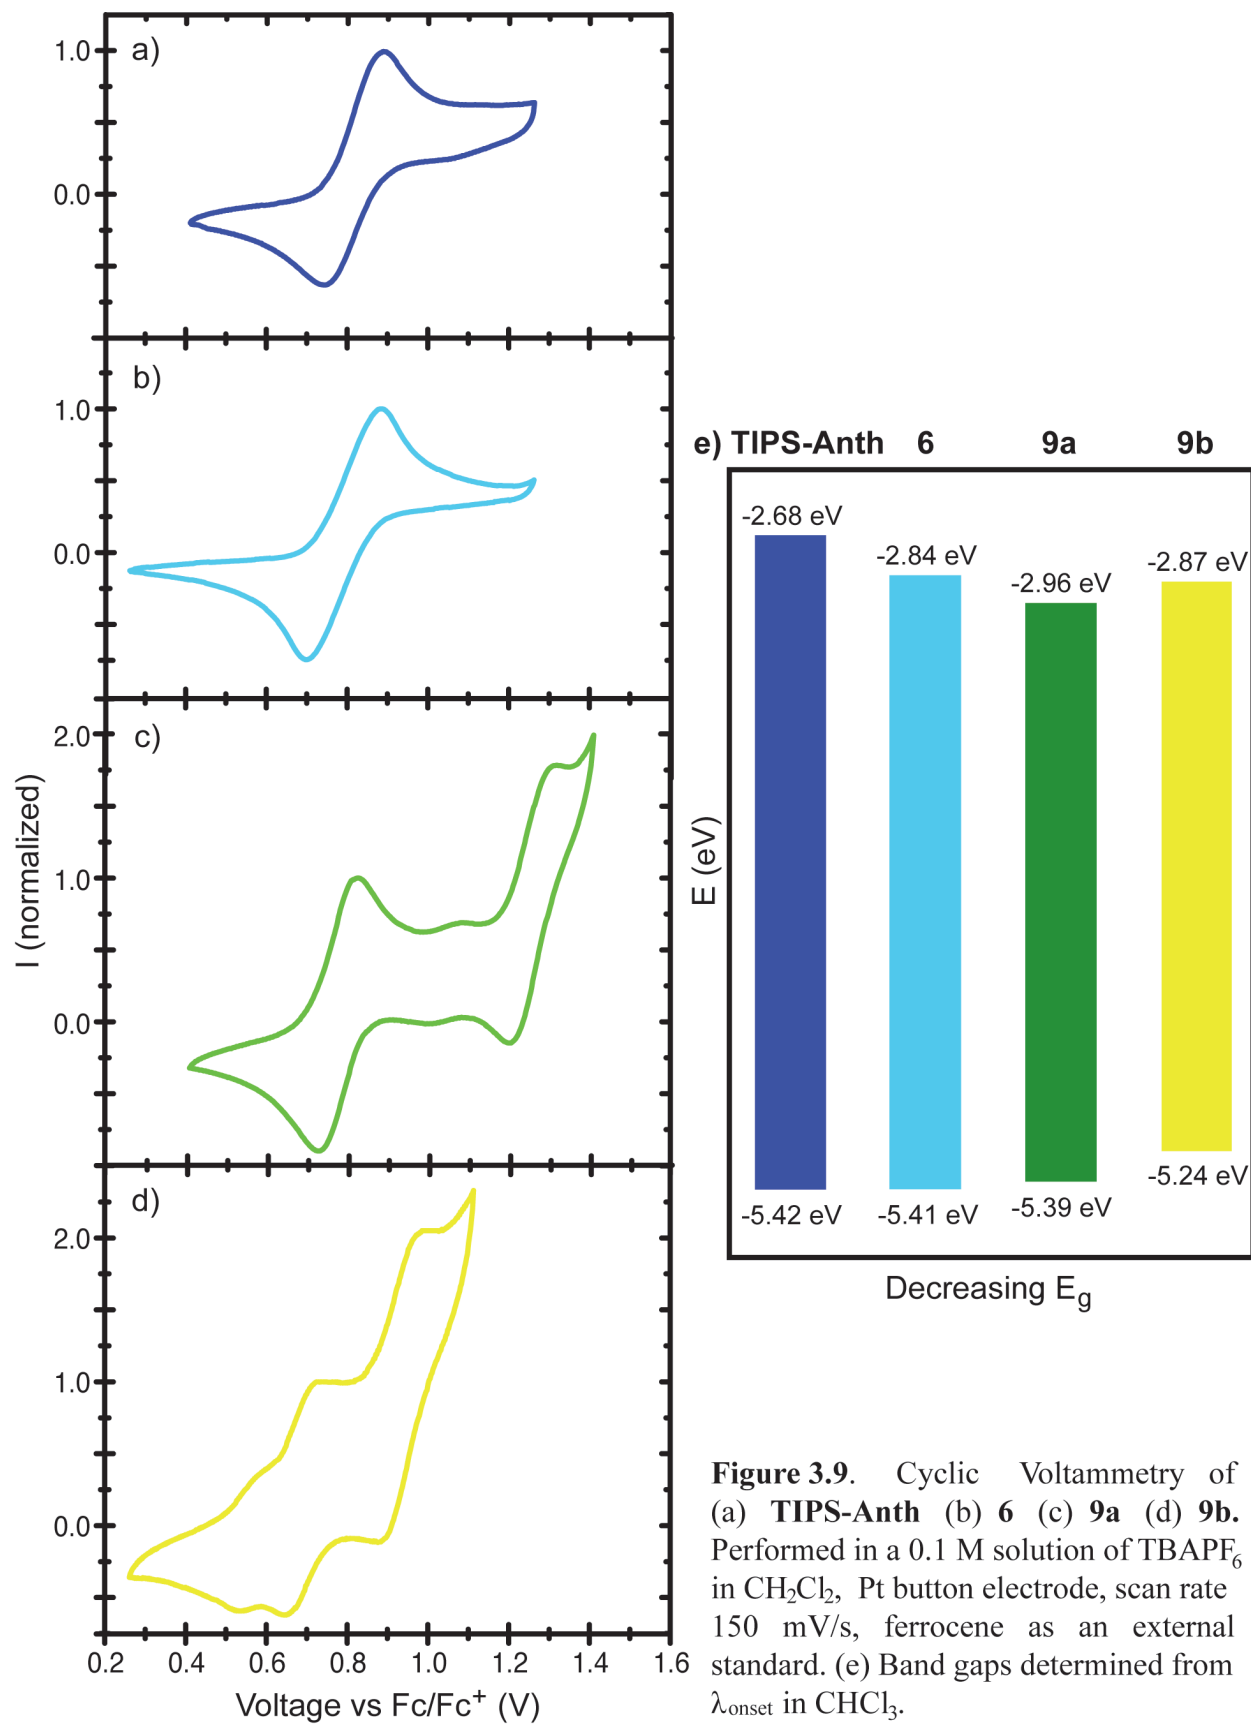 a)
1.0
0.0
b)
1.0
0.0
c)
2.0
1.0
0.0
d)
2.0
1.0
0.0
0.2 0.4 0.6 0.8 1.0 1.2 1.4 1.6
Voltage vs Fc/Fc⁺ (V)
I (normalized)
e) TIPS-Anth 6 9a 9b
-2.68 eV
-2.84 eV
-2.96 eV
-2.87 eV
-5.42 eV
-5.41 eV
-5.39 eV
-5.24 eV
E (eV)
Decreasing E_g
Figure 3.9. Cyclic Voltammetry of
(a) TIPS-Anth (b) 6 (c) 9a (d) 9b.
Performed in a 0.1 M solution of TBAPF₆
in CH₂Cl₂, Pt button electrode, scan rate
150 mV/s, ferrocene as an external
standard. (e) Band gaps determined from
λonset in CHCl₃.